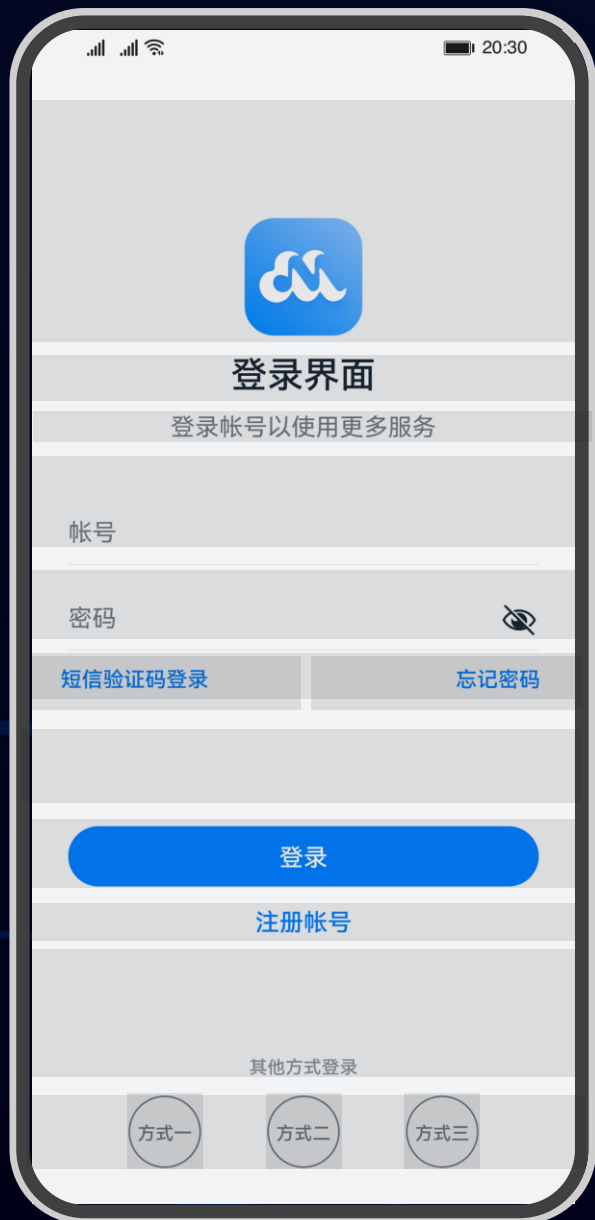 20:30
登录界面
登录帐号以使用更多服务
帐号
密码
短信验证码登录 忘记密码
登录
注册帐号
其他方式登录
方式一 方式二 方式三